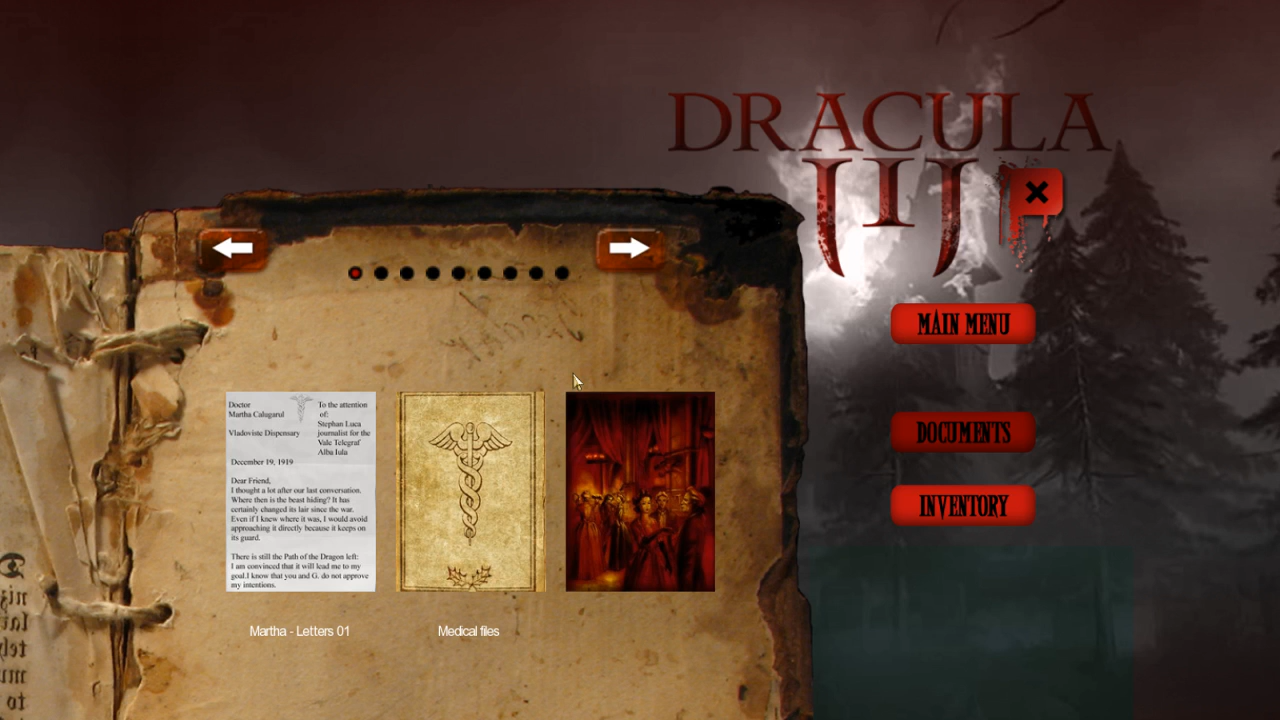 DRACULA
III
MAIN MENU
DOCUMENTS
INVENTORY
Doctor
Martha Calugarul
Vladoviste Dispensary
To the attention
of:
Stephan Luca
journalist for the
Vale Telegraf
Alba Iula
December 19, 1919
Dear Friend,
I thought a lot after our last conversation.
Where then is the beast hiding? It has
certainly changed its lair since the war.
Even if I knew where it was, I would avoid
approaching it directly because it keeps on
its guard.
There is still the Path of the Dragon left:
I am convinced that it will lead me to my
goal.I know that you and G. do not approve
my intentions.
Martha - Letters 01
Medical files